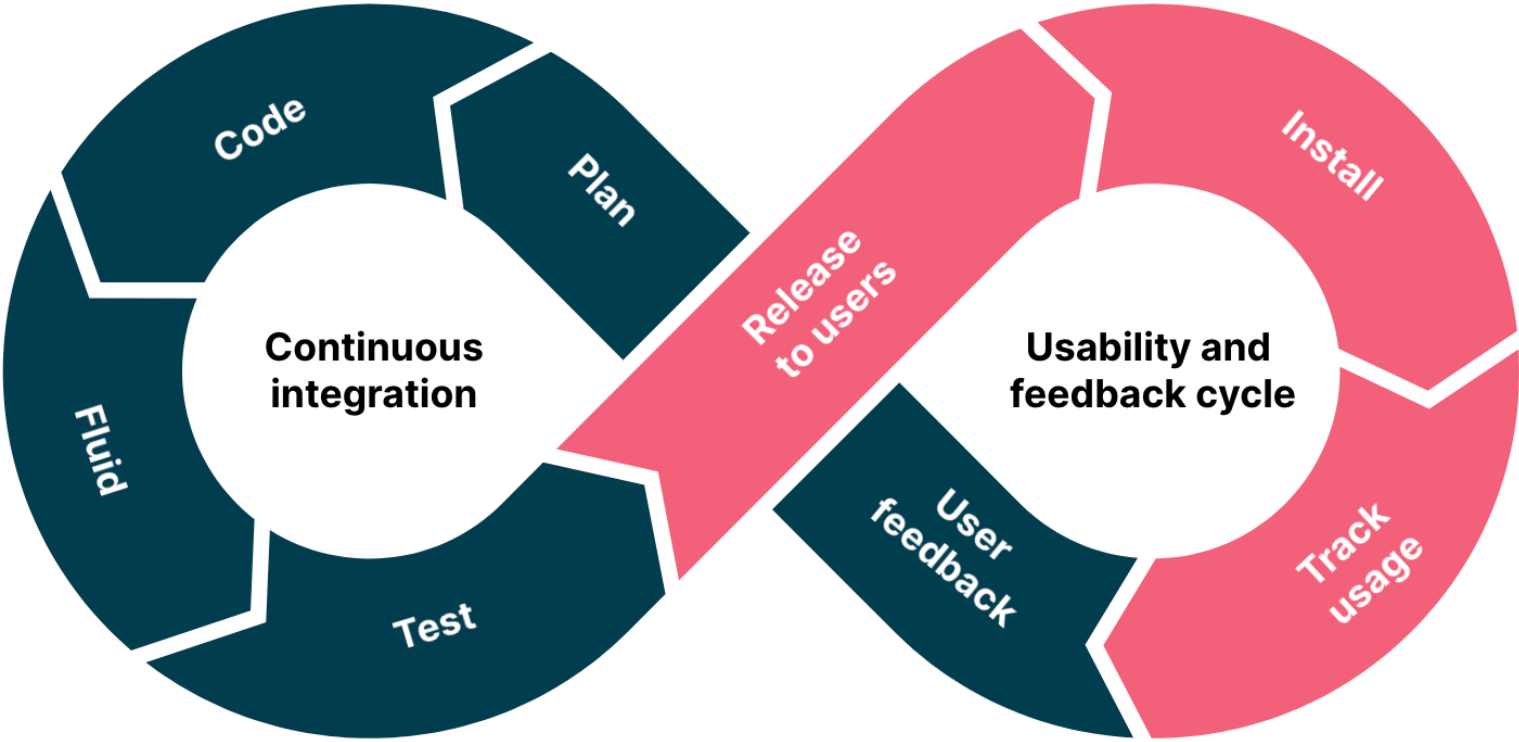 Code
Plan
Fluid
Test
Continuous
integration
Release
to users
Install
Usability and
feedback cycle
Track
usage
User
feedback